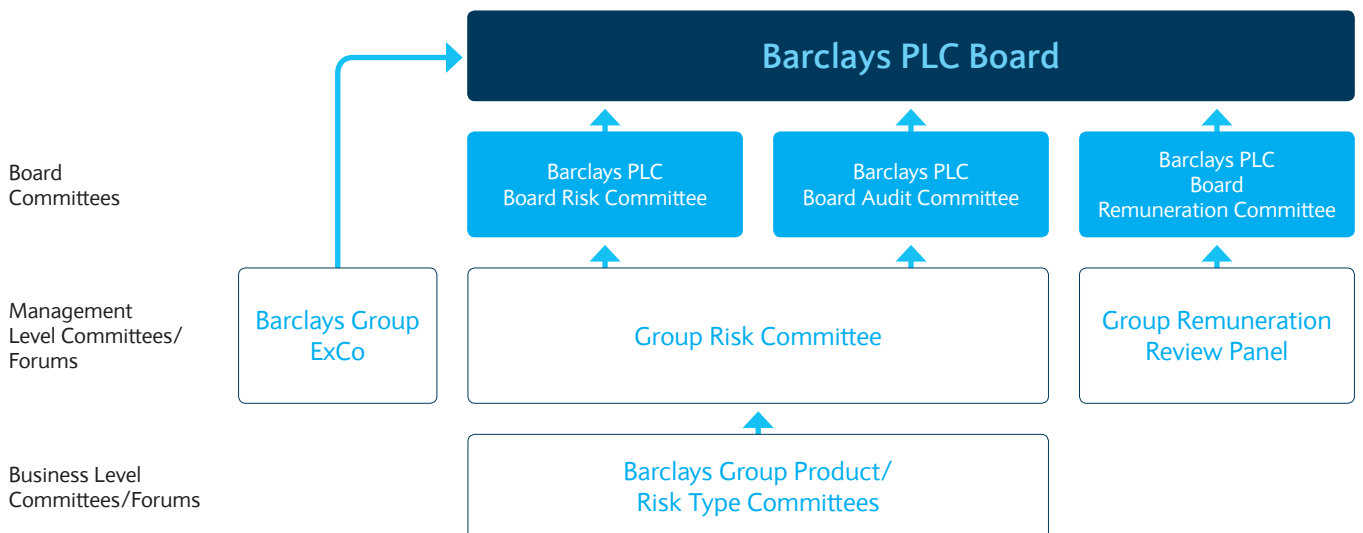 Barclays PLC Board
Board
Committees
Barclays PLC
Board Risk Committee
Barclays PLC
Board Audit Committee
Barclays PLC
Board
Remuneration Committee
Management
Level Committees/
Forums
Barclays Group
ExCo
Group Risk Committee
Group Remuneration
Review Panel
Business Level
Committees/Forums
Barclays Group Product/
Risk Type Committees